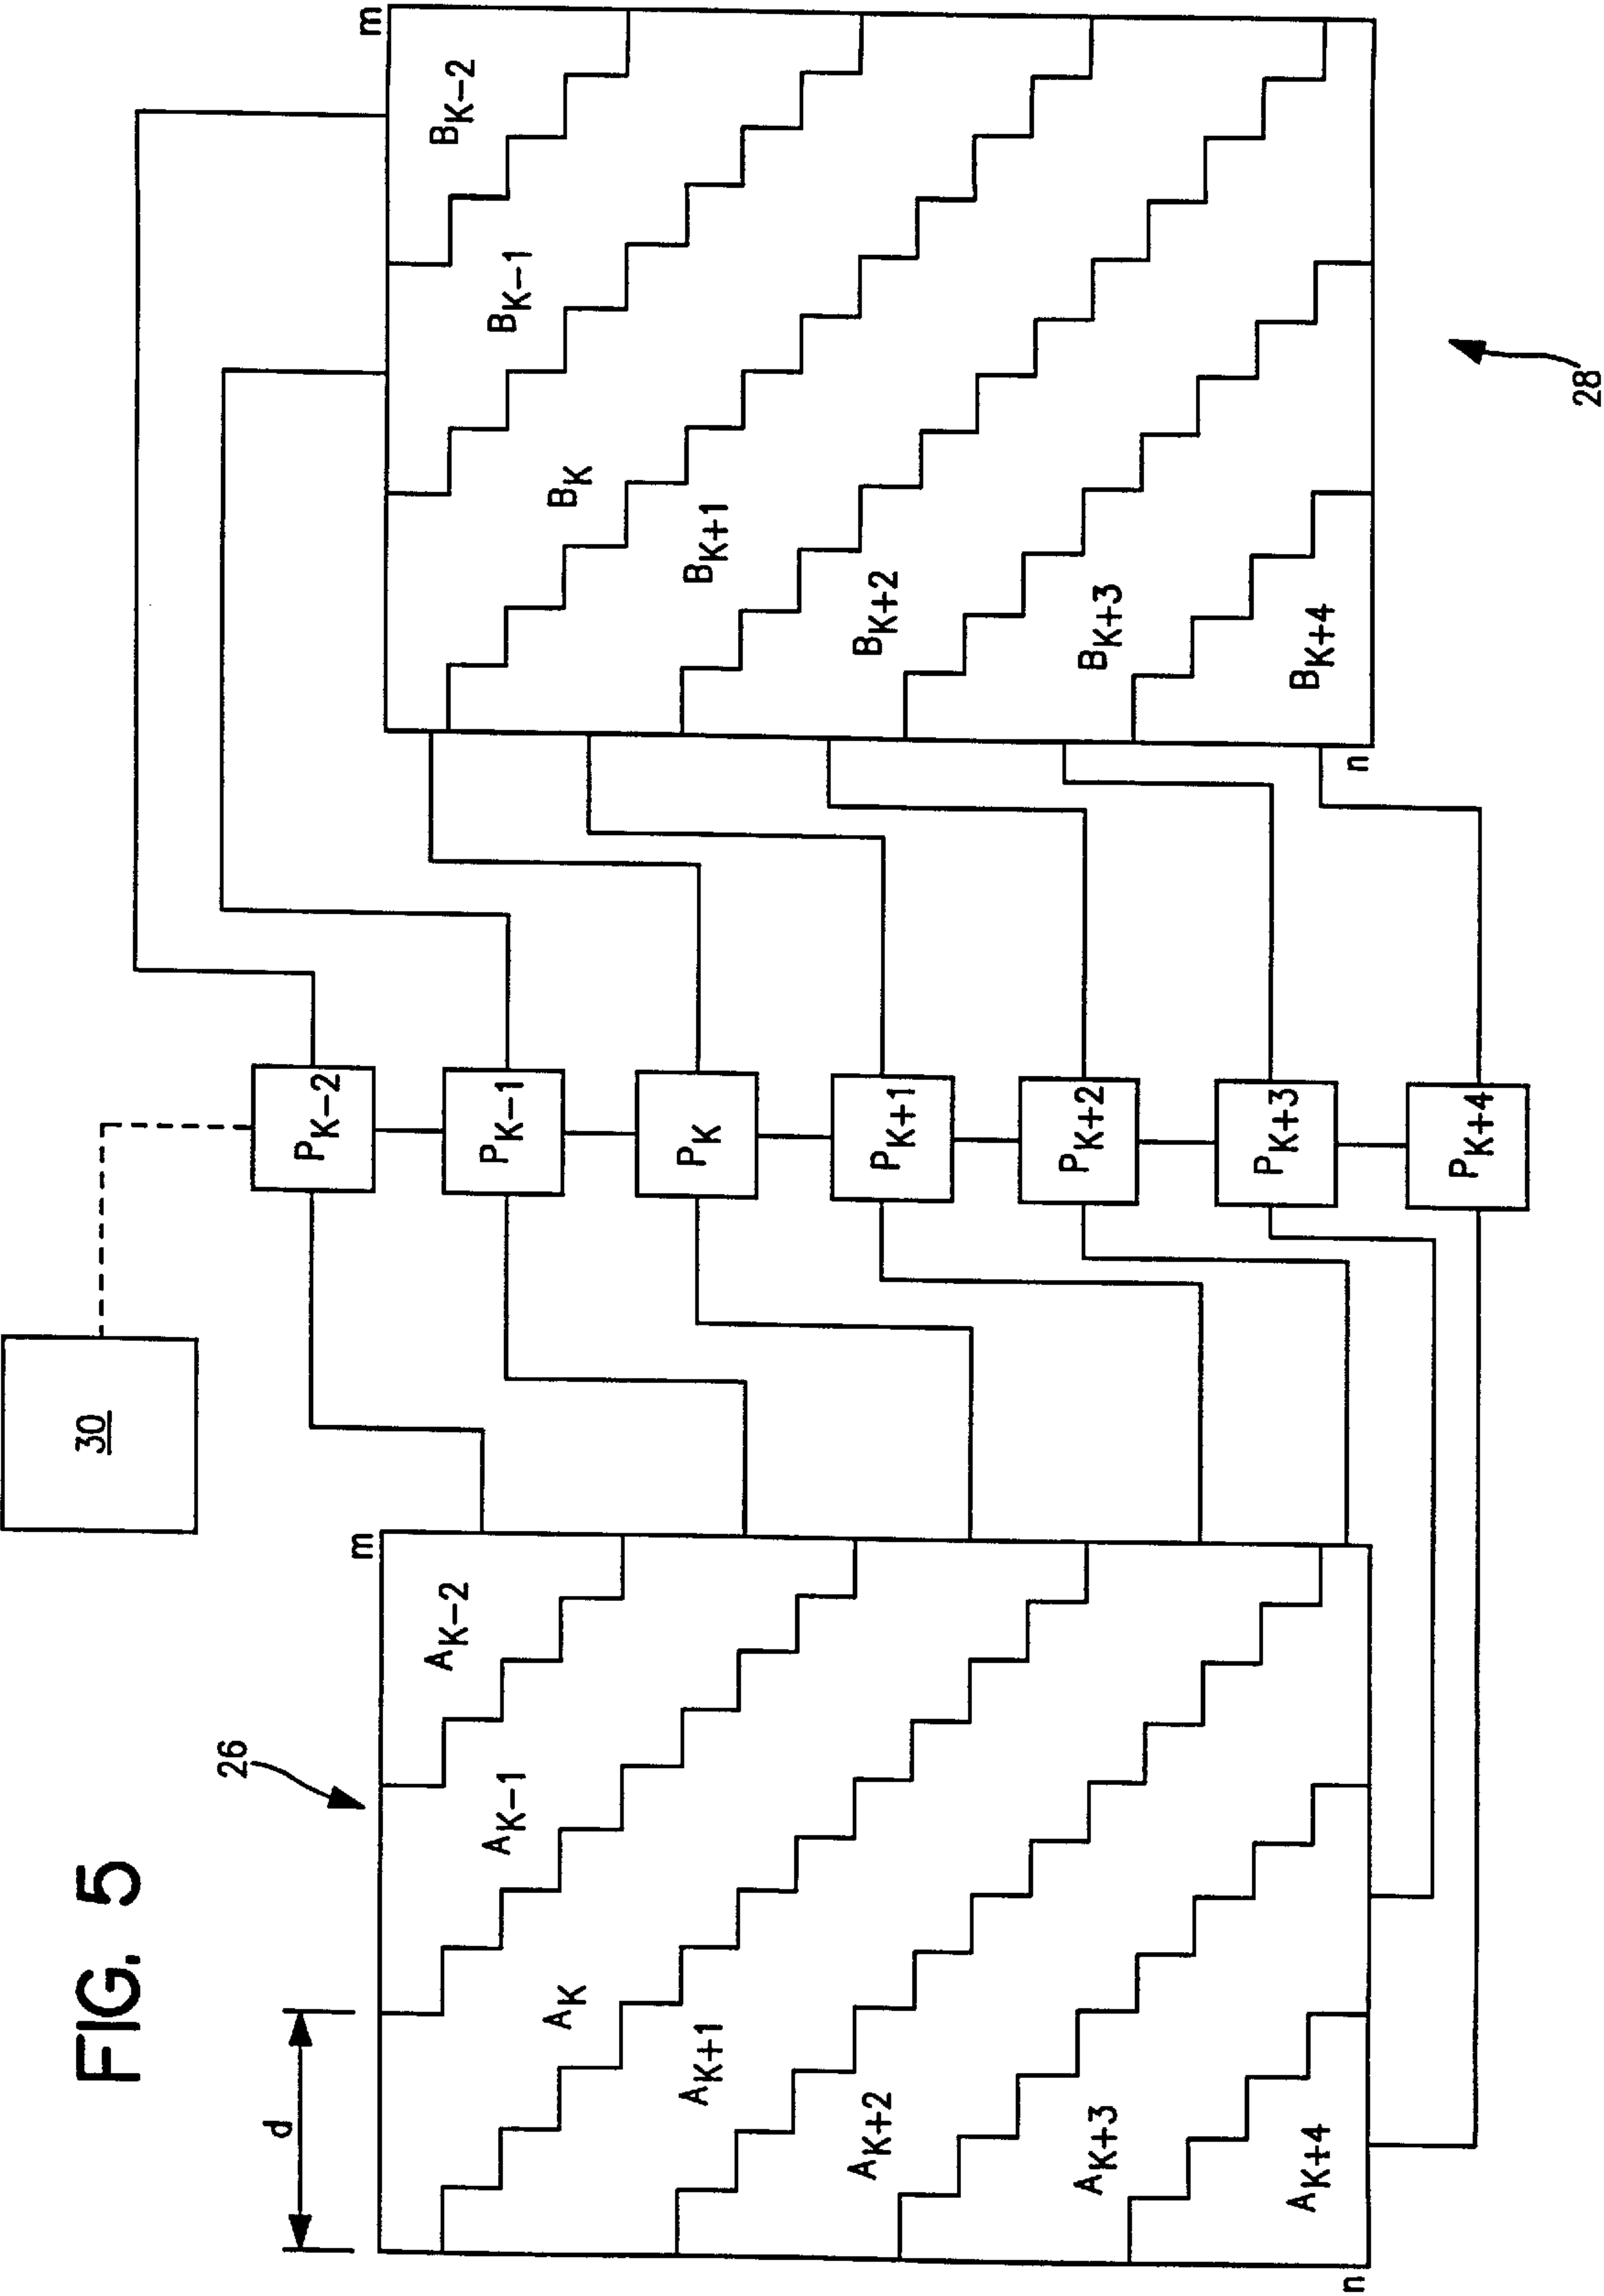 FIG. 5
30
26
d
m
A_{K-2}
A_{K-1}
A_K
A_{K+1}
A_{K+2}
A_{K+3}
A_{K+4}
n
P_{K-2}
P_{K-1}
P_K
P_{K+1}
P_{K+2}
P_{K+3}
P_{K+4}
m
B_{K-2}
B_{K-1}
B_K
B_{K+1}
B_{K+2}
B_{K+3}
B_{K+4}
n
28